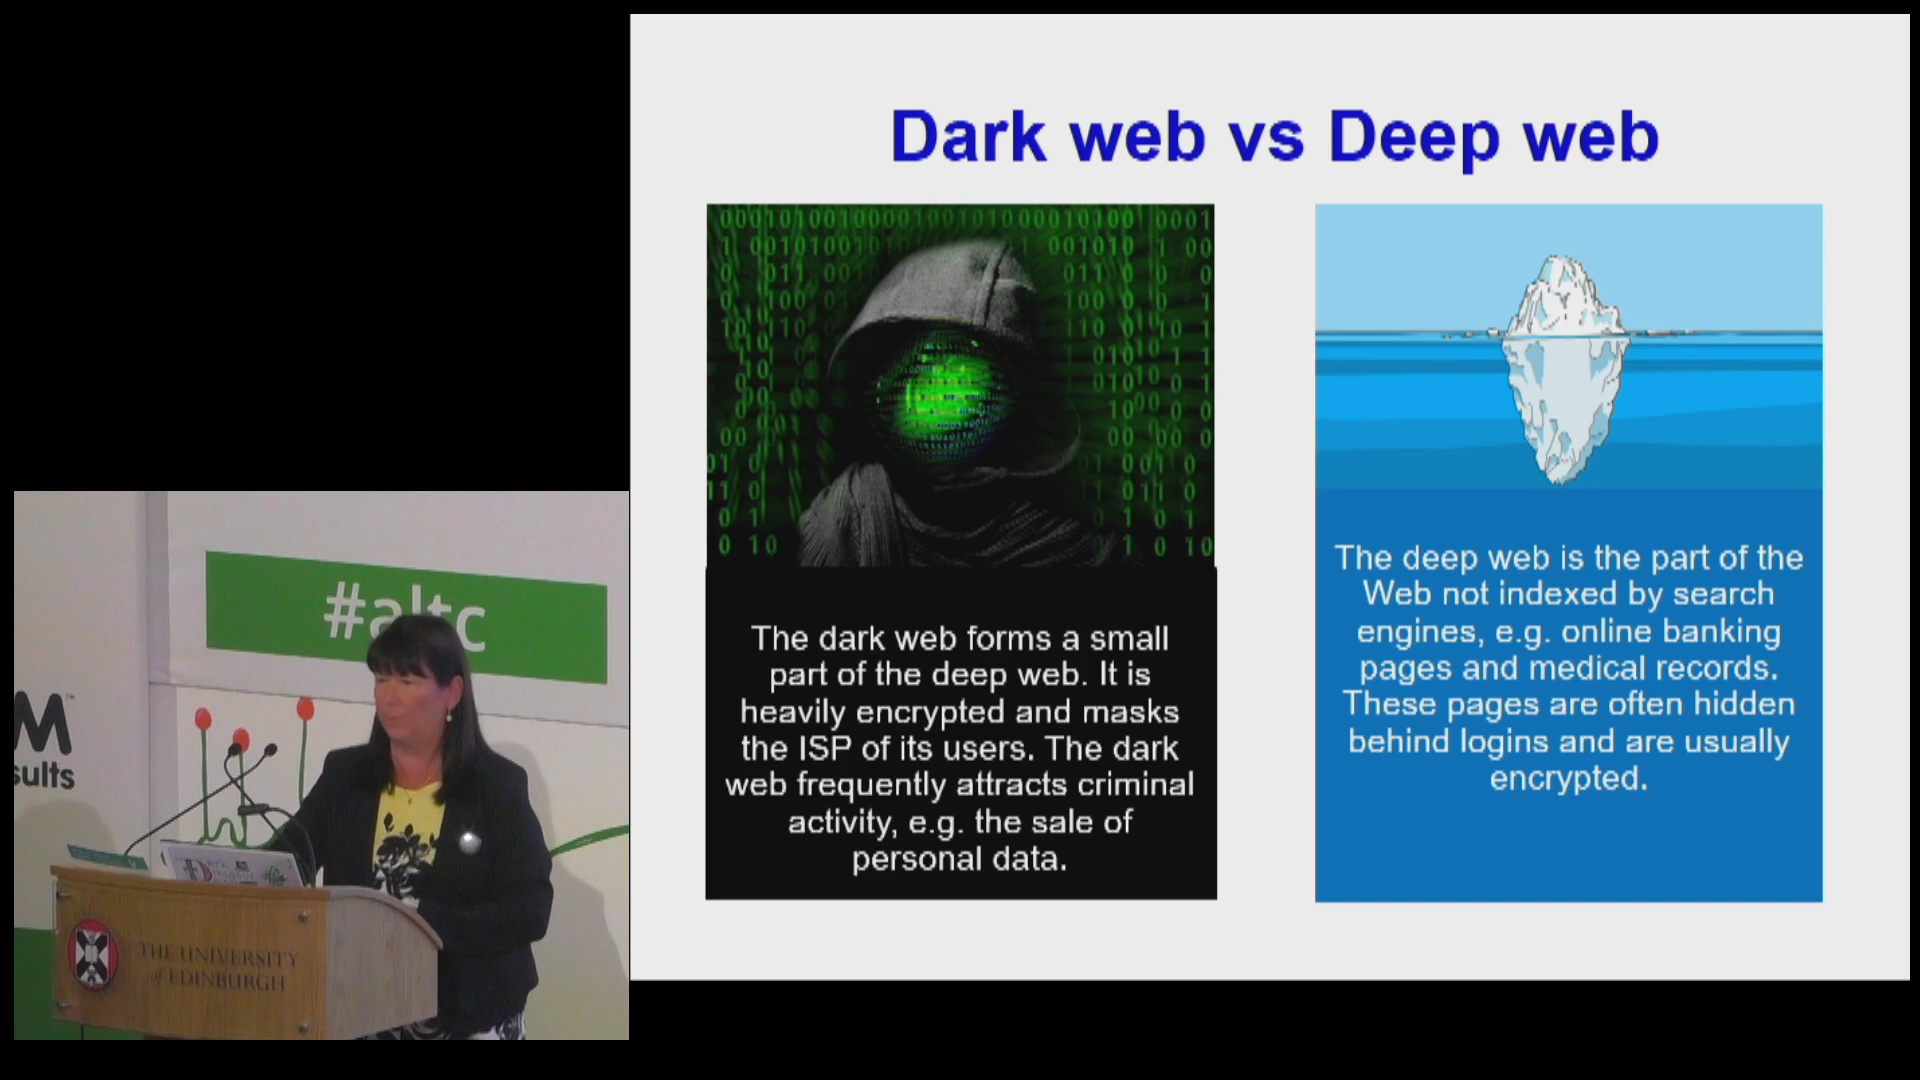 Dark web vs Deep web
The dark web forms a small
part of the deep web. It is
heavily encrypted and masks
the ISP of its users. The dark
web frequently attracts criminal
activity, e.g. the sale of
personal data.
The deep web is the part of the
Web not indexed by search
engines, e.g. online banking
pages and medical records.
These pages are often hidden
behind logins and are usually
encrypted.
#altc
M™
sults
THE UNIVERSITY
of EDINBURGH